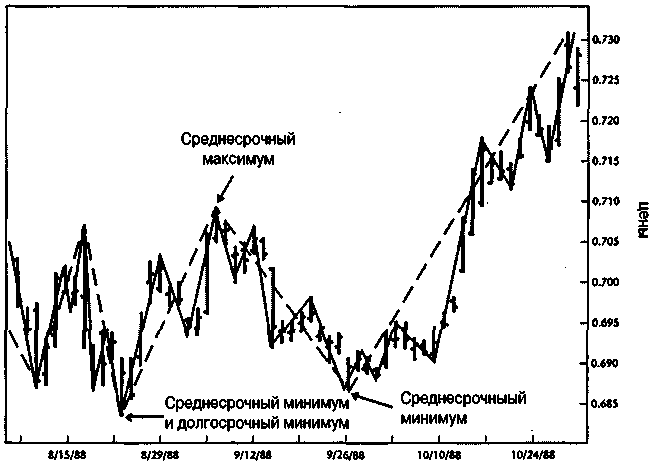 0.730
0.725
0.720
0.715
0.710
0.705
0.700
0.695
0.690
0.685
Цены
Среднесрочный
максимум
Среднесрочный минимум
и долгосрочный минимум
Среднесрочныый
минимум
8/15/88
8/29/88
9/12/88
9/26/88
10/10/88
10/24/88